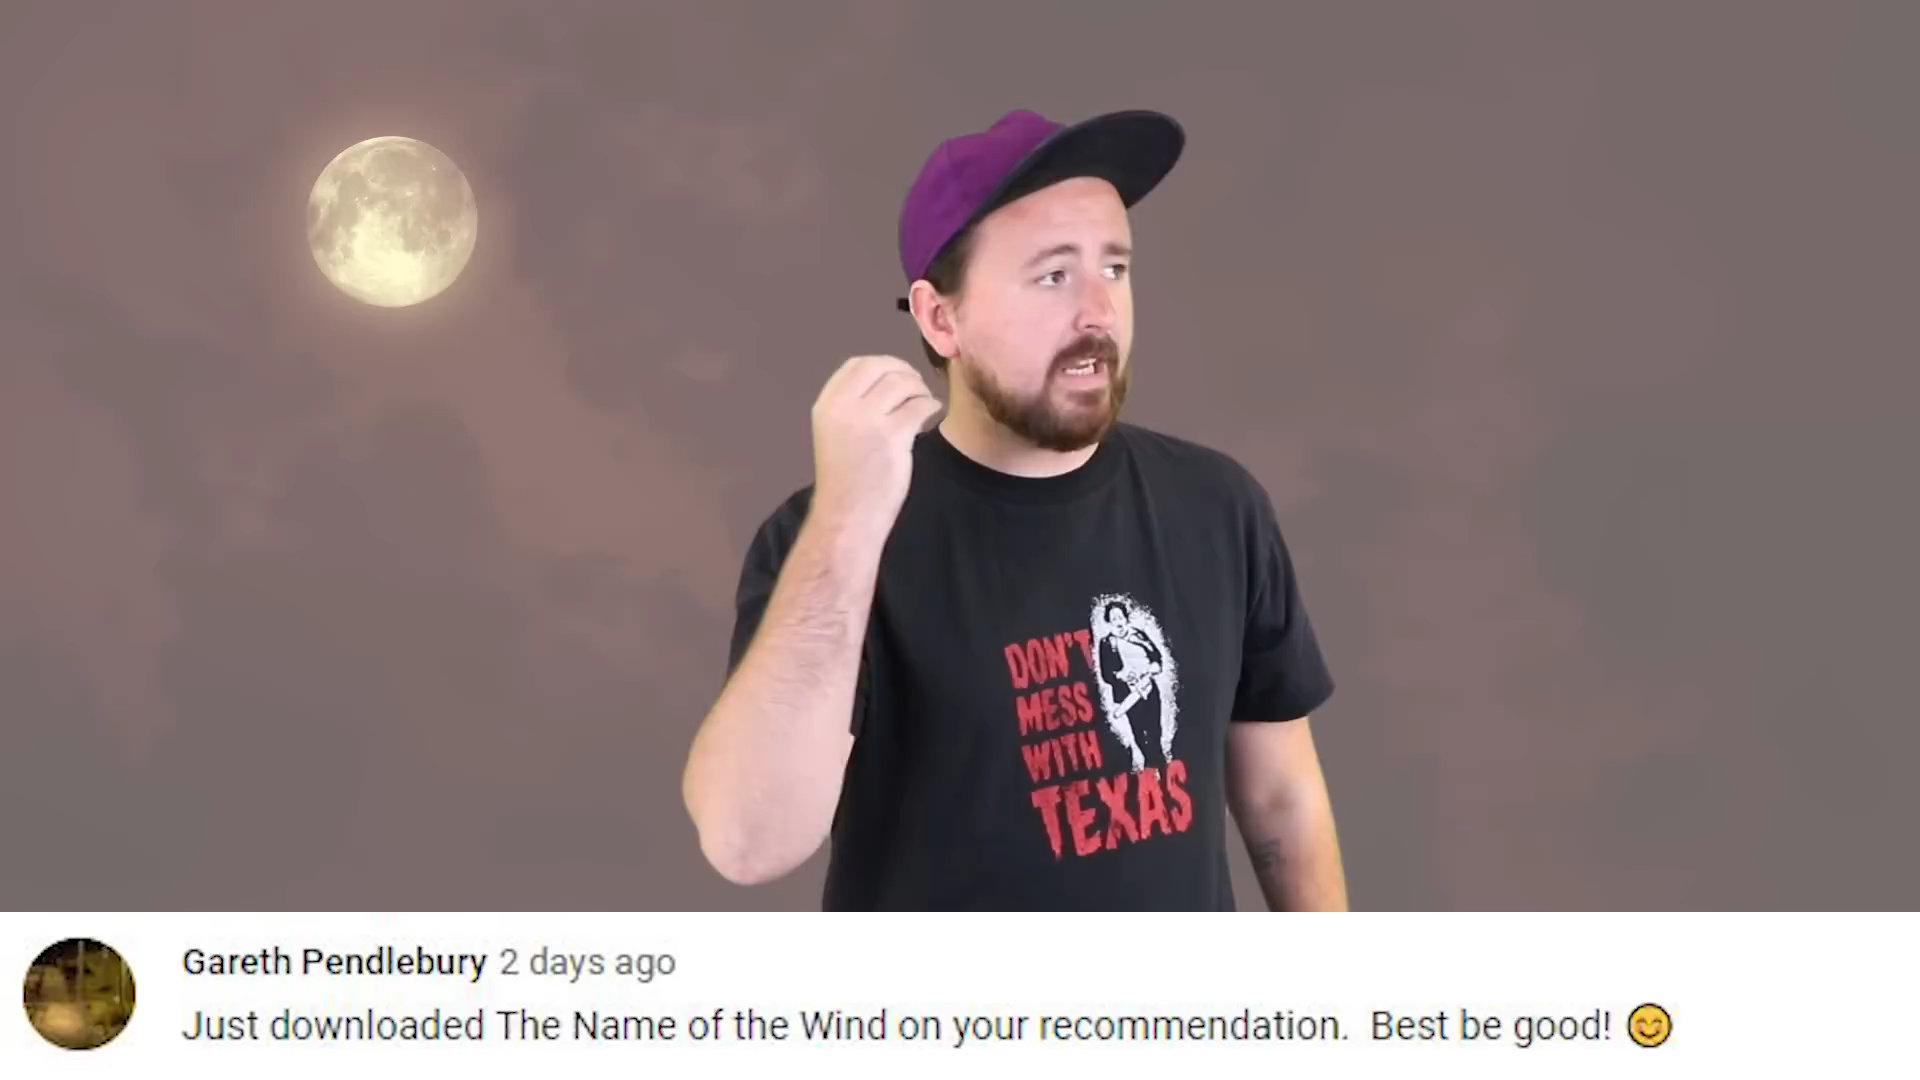 DON'T
MESS
WITH
TEXAS
Gareth Pendlebury 2 days ago
Just downloaded The Name of the Wind on your recommendation. Best be good! 😊